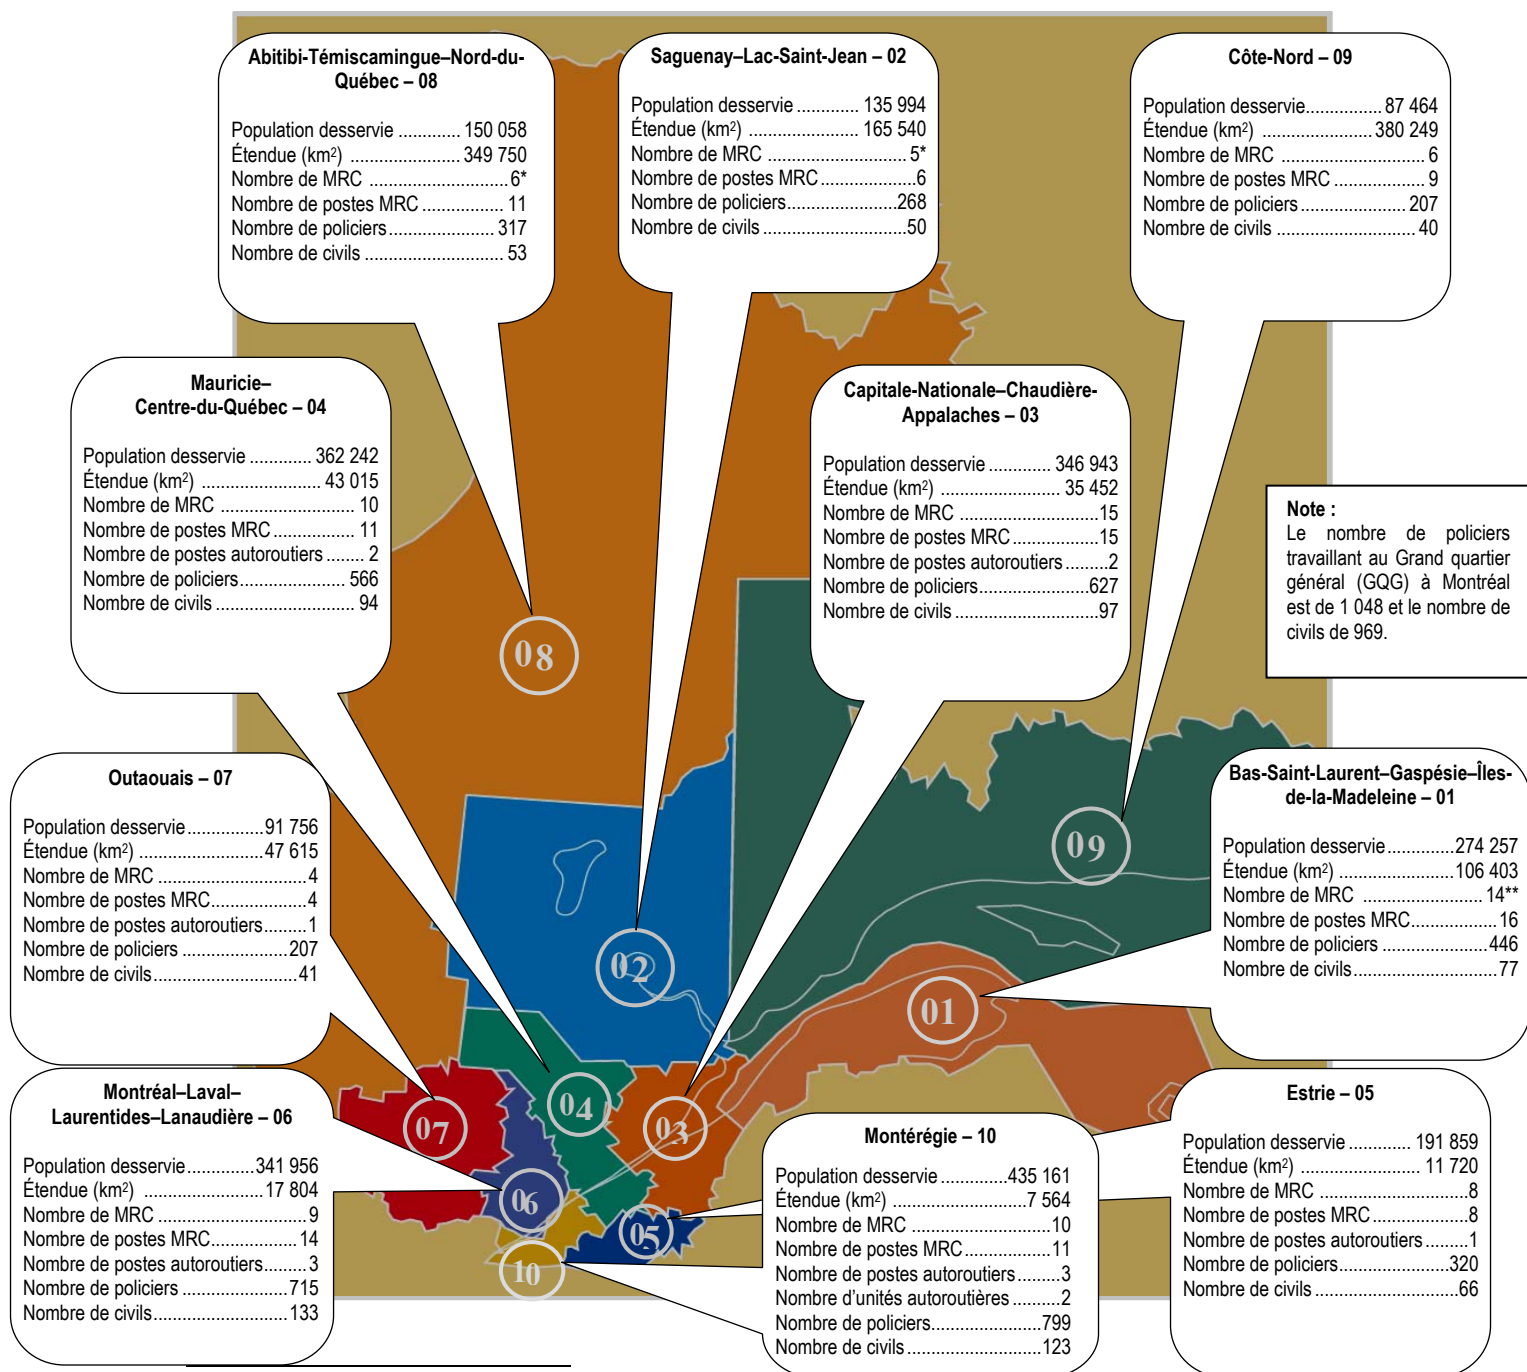 Abitibi-Témiscamingue–Nord-du-
Québec – 08
Population desservie ............ 150 058
Étendue (km²) ..................... 349 750
Nombre de MRC ...........................6*
Nombre de postes MRC ................ 11
Nombre de policiers ..................... 317
Nombre de civils ........................... 53
Saguenay–Lac-Saint-Jean – 02
Population desservie ............ 135 994
Étendue (km²) ..................... 165 540
Nombre de MRC ...........................5*
Nombre de postes MRC ..................6
Nombre de policiers .....................268
Nombre de civils ...........................50
Côte-Nord – 09
Population desservie............... 87 464
Étendue (km²) ..................... 380 249
Nombre de MRC ........................... 6
Nombre de postes MRC .................. 9
Nombre de policiers ..................... 207
Nombre de civils ........................... 40
Mauricie–
Centre-du-Québec – 04
Population desservie ............ 362 242
Étendue (km²) ....................... 43 015
Nombre de MRC .......................... 10
Nombre de postes MRC ................ 11
Nombre de postes autoroutiers ........ 2
Nombre de policiers ..................... 566
Nombre de civils ........................... 94
Capitale-Nationale–Chaudière-
Appalaches – 03
Population desservie ............ 346 943
Étendue (km²) ....................... 35 452
Nombre de MRC ..........................15
Nombre de postes MRC ................15
Nombre de postes autoroutiers .........2
Nombre de policiers .....................627
Nombre de civils ...........................97
Note :
Le nombre de policiers
travaillant au Grand quartier
général (GQG) à Montréal
est de 1 048 et le nombre de
civils de 969.
08
Outaouais – 07
Population desservie ...............91 756
Étendue (km²) ........................47 615
Nombre de MRC ............................4
Nombre de postes MRC ..................4
Nombre de postes autoroutiers.........1
Nombre de policiers .....................207
Nombre de civils ...........................41
Bas-Saint-Laurent–Gaspésie–Îles-
de-la-Madeleine – 01
Population desservie .............274 257
Étendue (km²) ......................106 403
Nombre de MRC ....................... 14**
Nombre de postes MRC ................16
Nombre de policiers .....................446
Nombre de civils ...........................77
09
02
01
04
03
07
06
05
10
Montréal–Laval–
Laurentides–Lanaudière – 06
Population desservie .............341 956
Étendue (km²) ........................17 804
Nombre de MRC ............................9
Nombre de postes MRC ................14
Nombre de postes autoroutiers .........3
Nombre de policiers .....................715
Nombre de civils ..........................133
Montérégie – 10
Population desservie .............435 161
Étendue (km²) ..........................7 564
Nombre de MRC ..........................10
Nombre de postes MRC ................11
Nombre de postes autoroutiers .........3
Nombre d'unités autoroutières .........2
Nombre de policiers .....................799
Nombre de civils .........................123
Estrie – 05
Population desservie ............ 191 859
Étendue (km²) ....................... 11 720
Nombre de MRC ............................8
Nombre de postes MRC ..................8
Nombre de postes autoroutiers .........1
Nombre de policiers .....................320
Nombre de civils ...........................66